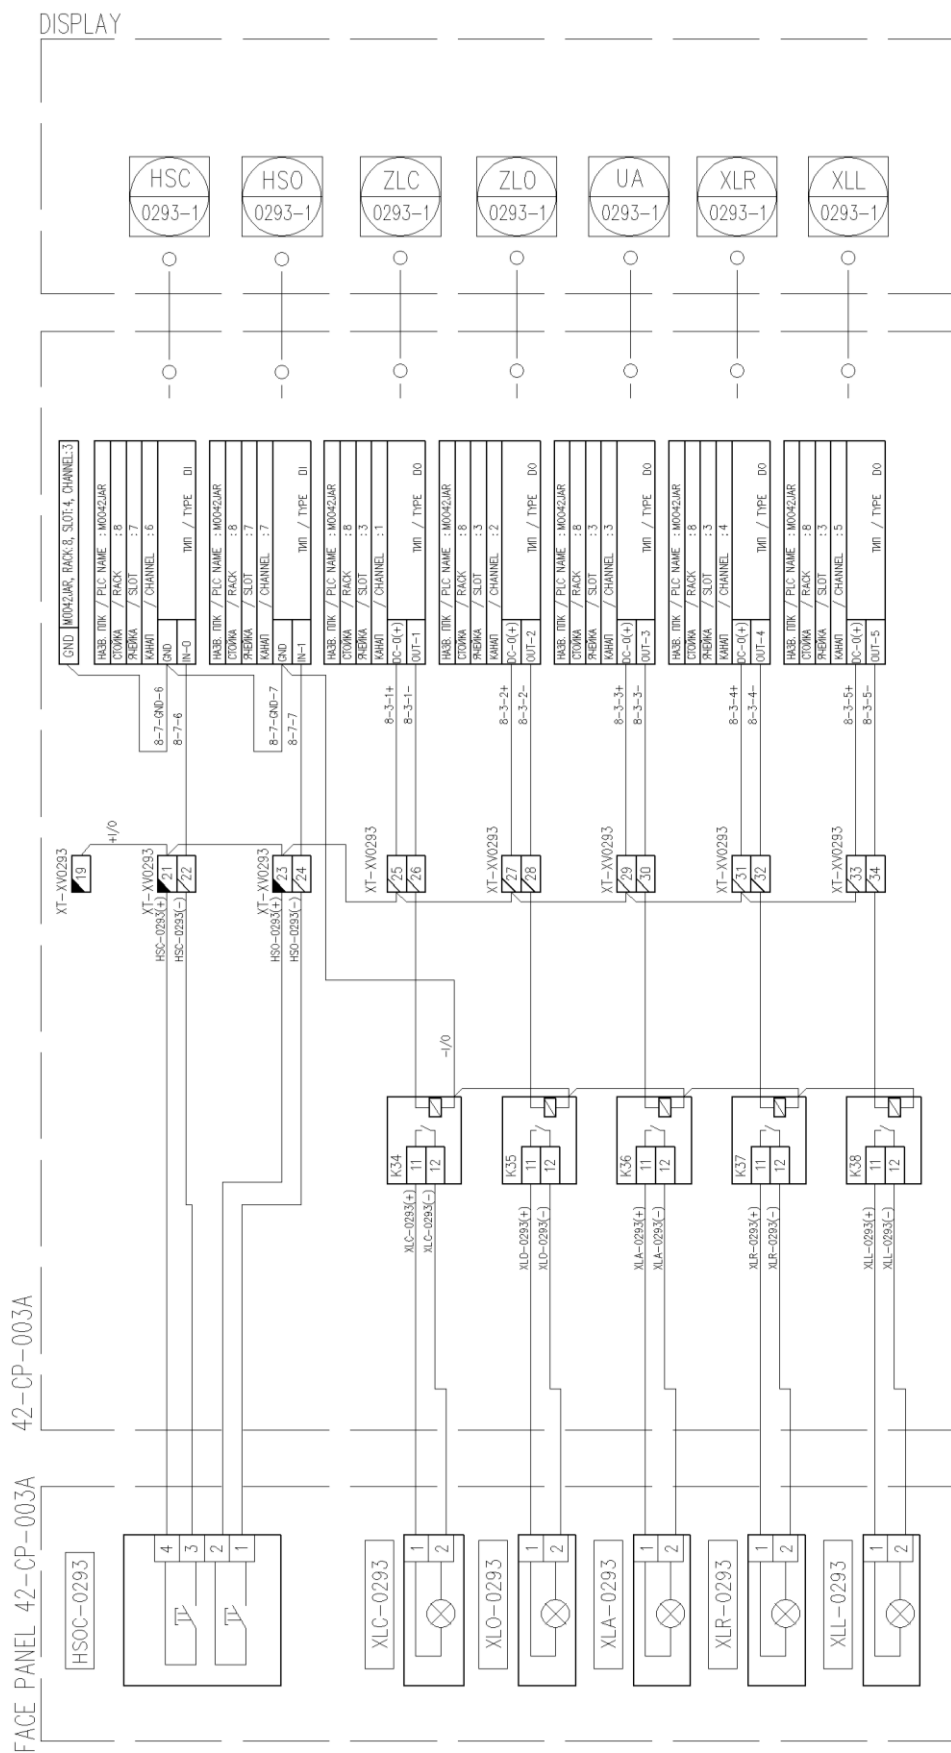 DISPLAY
HSC
0293-1
HSO
0293-1
ZLC
0293-1
ZLO
0293-1
UA
0293-1
XLR
0293-1
XLL
0293-1
GND M0042JAR, RACK:8, SLOT:4, CHANNEL:3
НАЗВ. ППК / PLC NAME : M0042JAR
СТОЙКА / RACK : 8
ЯЧЕЙКА / SLOT : 7
КАНАЛ / CHANNEL : 6
GND
IN-0 ТИП / TYPE DI
НАЗВ. ППК / PLC NAME : M0042JAR
СТОЙКА / RACK : 8
ЯЧЕЙКА / SLOT : 7
КАНАЛ / CHANNEL : 7
GND
IN-1 ТИП / TYPE DI
НАЗВ. ППК / PLC NAME : M0042JAR
СТОЙКА / RACK : 8
ЯЧЕЙКА / SLOT : 3
КАНАЛ / CHANNEL : 1
DC-0(+)
OUT-1 ТИП / TYPE DO
НАЗВ. ППК / PLC NAME : M0042JAR
СТОЙКА / RACK : 8
ЯЧЕЙКА / SLOT : 3
КАНАЛ / CHANNEL : 2
DC-0(+)
OUT-2 ТИП / TYPE DO
НАЗВ. ППК / PLC NAME : M0042JAR
СТОЙКА / RACK : 8
ЯЧЕЙКА / SLOT : 3
КАНАЛ / CHANNEL : 3
DC-0(+)
OUT-3 ТИП / TYPE DO
НАЗВ. ППК / PLC NAME : M0042JAR
СТОЙКА / RACK : 8
ЯЧЕЙКА / SLOT : 3
КАНАЛ / CHANNEL : 4
DC-0(+)
OUT-4 ТИП / TYPE DO
НАЗВ. ППК / PLC NAME : M0042JAR
СТОЙКА / RACK : 8
ЯЧЕЙКА / SLOT : 3
КАНАЛ / CHANNEL : 5
DC-0(+)
OUT-5 ТИП / TYPE DO
8-7-GND-6
8-7-6
8-7-GND-7
8-7-7
8-3-1+
8-3-1-
8-3-2+
8-3-2-
8-3-3+
8-3-3-
8-3-4+
8-3-4-
8-3-5+
8-3-5-
+I/0
XT-XV0293
19
XT-XV0293
21
22
XT-XV0293
23
24
XT-XV0293
25
26
XT-XV0293
27
28
XT-XV0293
29
30
XT-XV0293
31
32
XT-XV0293
33
34
HSC-0293(+)
HSC-0293(-)
HSO-0293(+)
HSO-0293(-)
-I/0
K34
11
12
K35
11
12
K36
11
12
K37
11
12
K38
11
12
XLC-0293(+)
XLC-0293(-)
XLO-0293(+)
XLO-0293(-)
XLA-0293(+)
XLA-0293(-)
XLR-0293(+)
XLR-0293(-)
XLL-0293(+)
XLL-0293(-)
42-CP-003A
FACE PANEL 42-CP-003A
HSOC-0293
4
3
2
1
XLC-0293
1
2
XLO-0293
1
2
XLA-0293
1
2
XLR-0293
1
2
XLL-0293
1
2